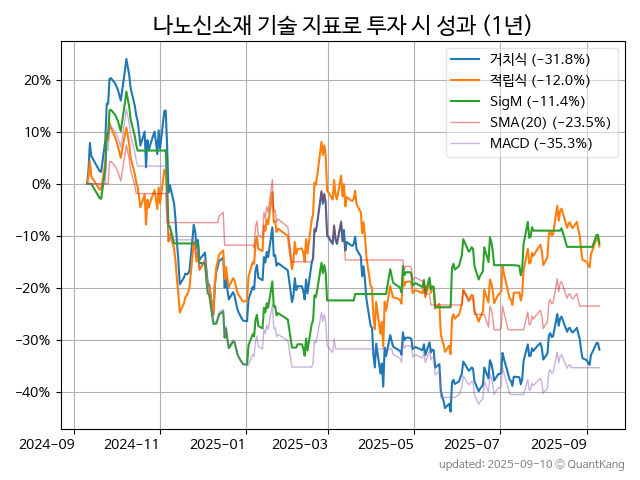 나노신소재 기술 지표로 투자 시 성과 (1년)
거치식 (−31.8%)
적립식 (−12.0%)
SigM (−11.4%)
SMA(20) (−23.5%)
MACD (−35.3%)
20%
10%
0%
−10%
−20%
−30%
−40%
2024-09 2024-11 2025-01 2025-03 2025-05 2025-07 2025-09
updated: 2025-09-10 © QuantKang